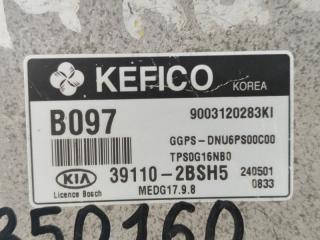 KEFICO KOREA
B097 9003120283KI
GGPS-DNU6PS00C00
TPS0G16NB0
KIA 39110-2BSH5 240501
Licence Bosch MEDG17.9.8 0833
350160